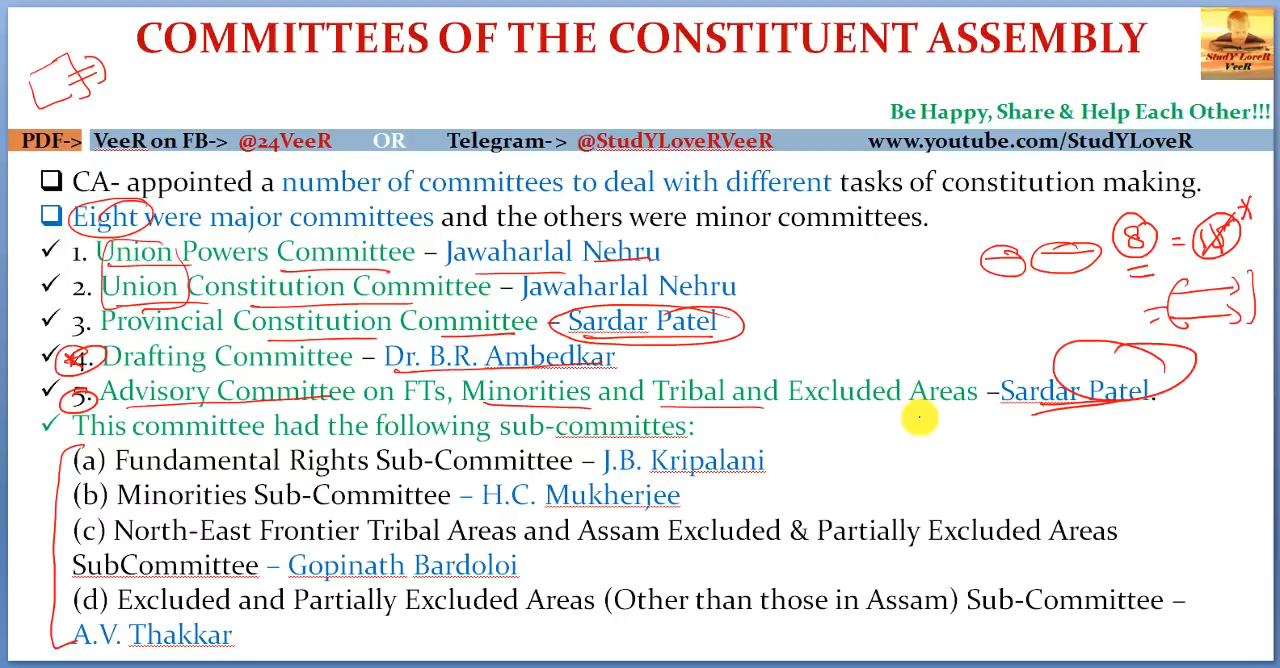 COMMITTEES OF THE CONSTITUENT ASSEMBLY
StudY LoveR
VeeR
Be Happy, Share & Help Each Other!!!
PDF-> VeeR on FB-> @24VeeR OR Telegram-> @StudYLoveRVeeR www.youtube.com/StudYLoveR
CA- appointed a number of committees to deal with different tasks of constitution making.
Eight were major committees and the others were minor committees.
1. Union Powers Committee – Jawaharlal Nehru
2. Union Constitution Committee – Jawaharlal Nehru
3. Provincial Constitution Committee – Sardar Patel
4. Drafting Committee – Dr. B.R. Ambedkar
5. Advisory Committee on FTs, Minorities and Tribal and Excluded Areas –Sardar Patel.
This committee had the following sub-committes:
(a) Fundamental Rights Sub-Committee – J.B. Kripalani
(b) Minorities Sub-Committee – H.C. Mukherjee
(c) North-East Frontier Tribal Areas and Assam Excluded & Partially Excluded Areas
SubCommittee – Gopinath Bardoloi
(d) Excluded and Partially Excluded Areas (Other than those in Assam) Sub-Committee –
A.V. Thakkar
8 =